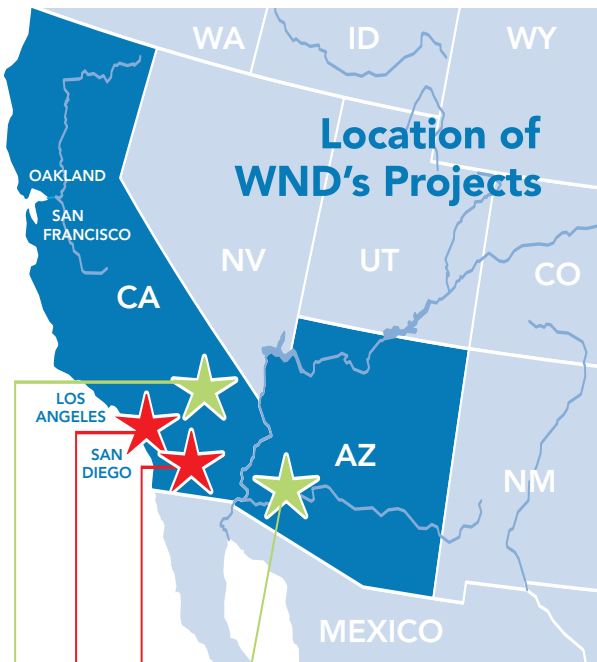 WA
ID
WY
Location of
WND's Projects
OAKLAND
SAN
FRANCISCO
NV
UT
CO
CA
LOS
ANGELES
SAN
DIEGO
AZ
NM
MEXICO